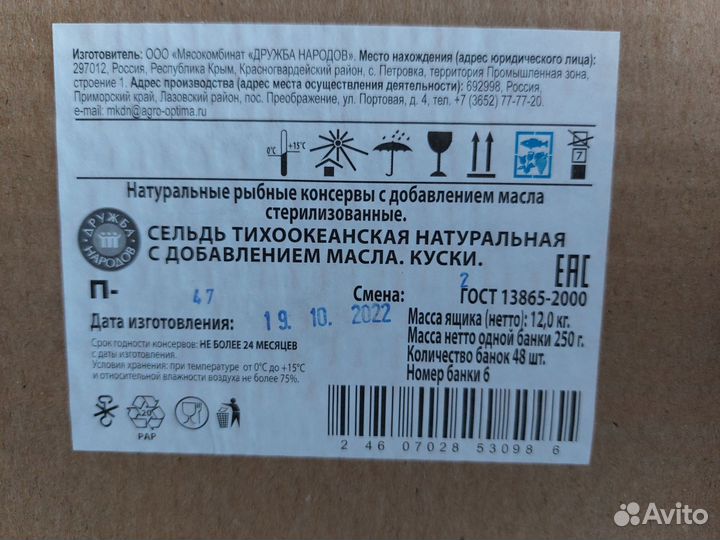 Изготовитель: ООО «Мясокомбинат «ДРУЖБА НАРОДОВ». Место нахождения (адрес юридического лица):
297012, Россия, Республика Крым, Красногвардейский район, с. Петровка, территория Промышленная зона,
строение 1. Адрес производства (адрес места осуществления деятельности): 692998, Россия,
Приморский край, Лазовский район, пос. Преображение, ул. Портовая, д. 4, тел. +7 (3652) 77-77-20.
e-mail: mkdn@agro-optima.ru
0°C +15°C
7
Натуральные рыбные консервы с добавлением масла
стерилизованные.
ДРУЖБА НАРОДОВ
СЕЛЬДЬ ТИХООКЕАНСКАЯ НАТУРАЛЬНАЯ
С ДОБАВЛЕНИЕМ МАСЛА. КУСКИ.
EAC
П- 47 Смена: 2 ГОСТ 13865-2000
Дата изготовления: 19. 10. 2022
Масса ящика (нетто): 12,0 кг.
Масса нетто одной банки 250 г.
Количество банок 48 шт.
Номер банки 6
Срок годности консервов: НЕ БОЛЕЕ 24 МЕСЯЦЕВ
с даты изготовления.
Условия хранения: при температуре от 0°С до +15°С
и относительной влажности воздуха не более 75%.
20
PAP
2 46 07028 53098 6
Avito